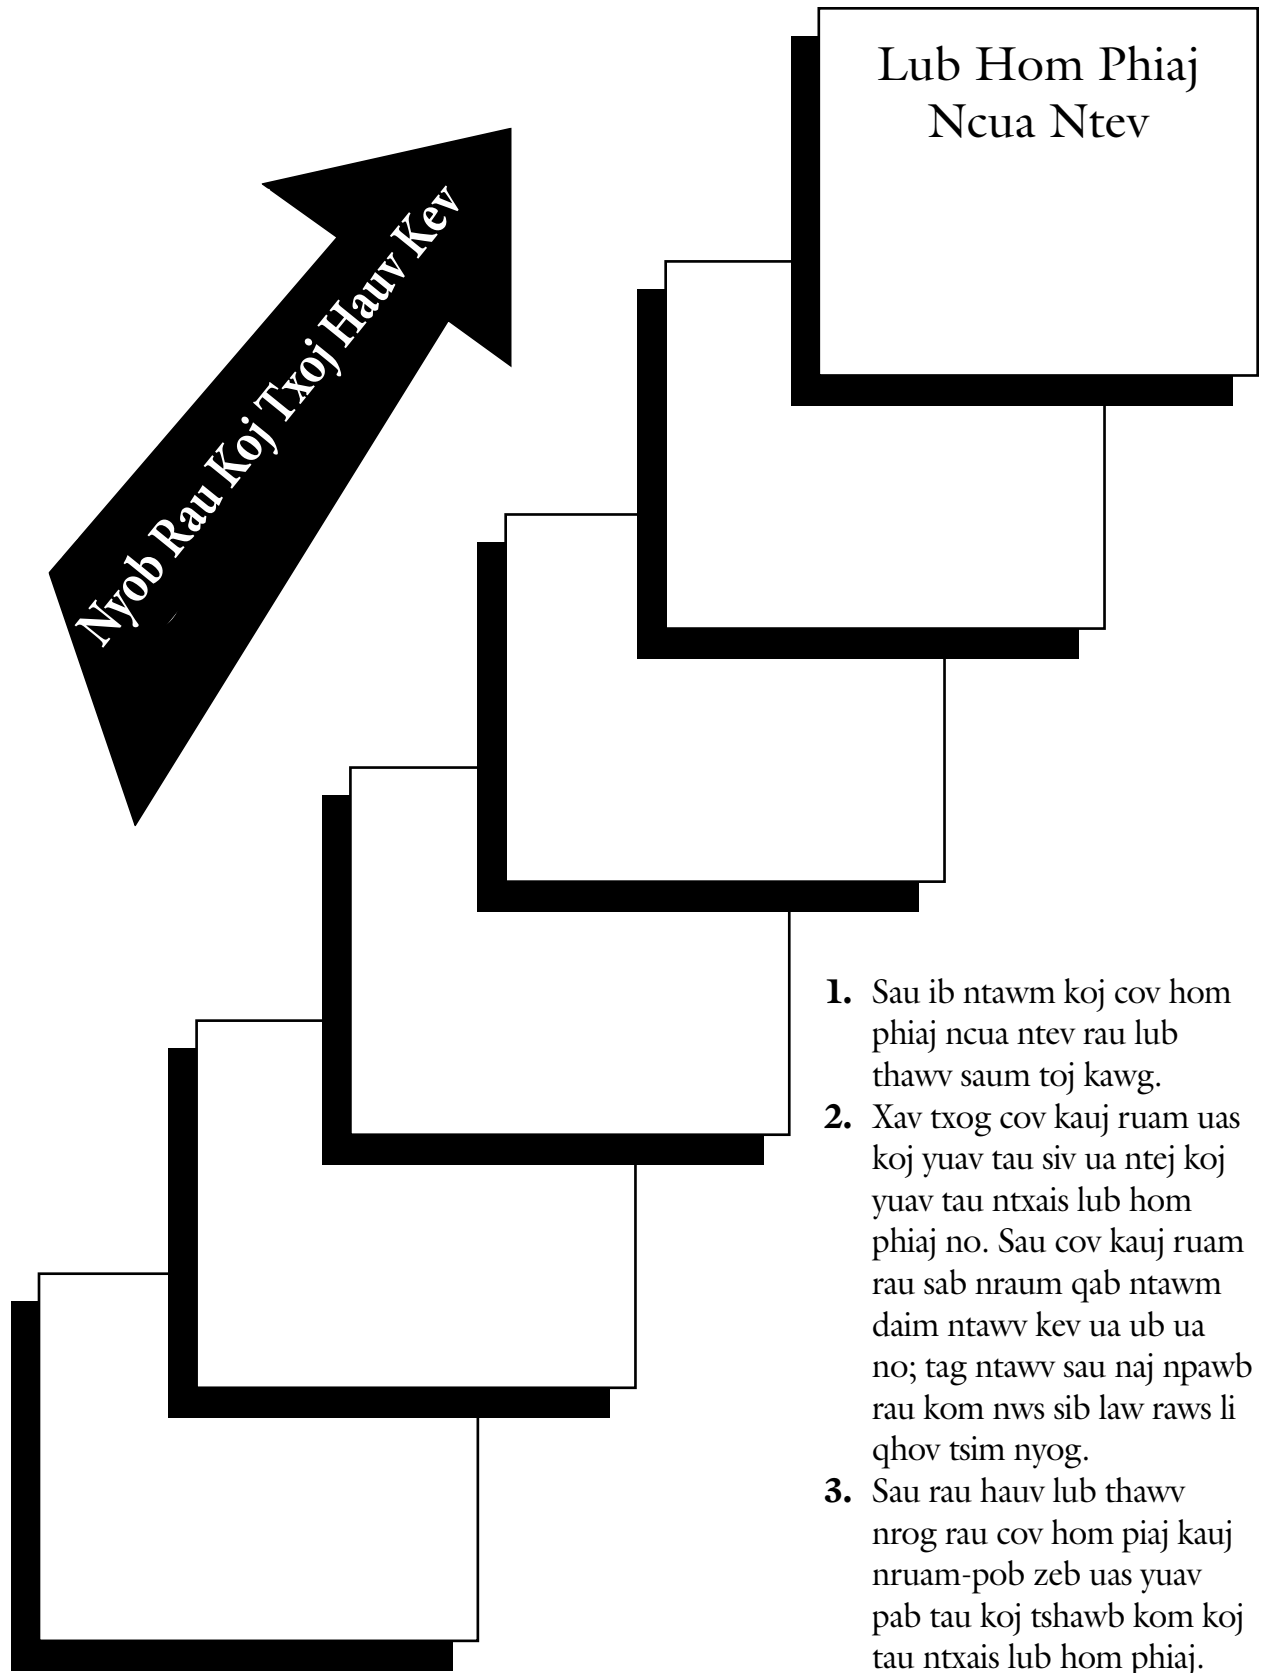 Lub Hom Phiaj
Ncua Ntev
Nyob Rau Koj Txoj Hauv Kev
1. Sau ib ntawm koj cov hom
phiaj ncua ntev rau lub
thawv saum toj kawg.
2. Xav txog cov kauj ruam uas
koj yuav tau siv ua ntej koj
yuav tau ntxais lub hom
phiaj no. Sau cov kauj ruam
rau sab nraum qab ntawm
daim ntawv kev ua ub ua
no; tag ntawv sau naj npawb
rau kom nws sib law raws li
qhov tsim nyog.
3. Sau rau hauv lub thawv
nrog rau cov hom piaj kauj
nruam-pob zeb uas yuav
pab tau koj tshawb kom koj
tau ntxais lub hom phiaj.